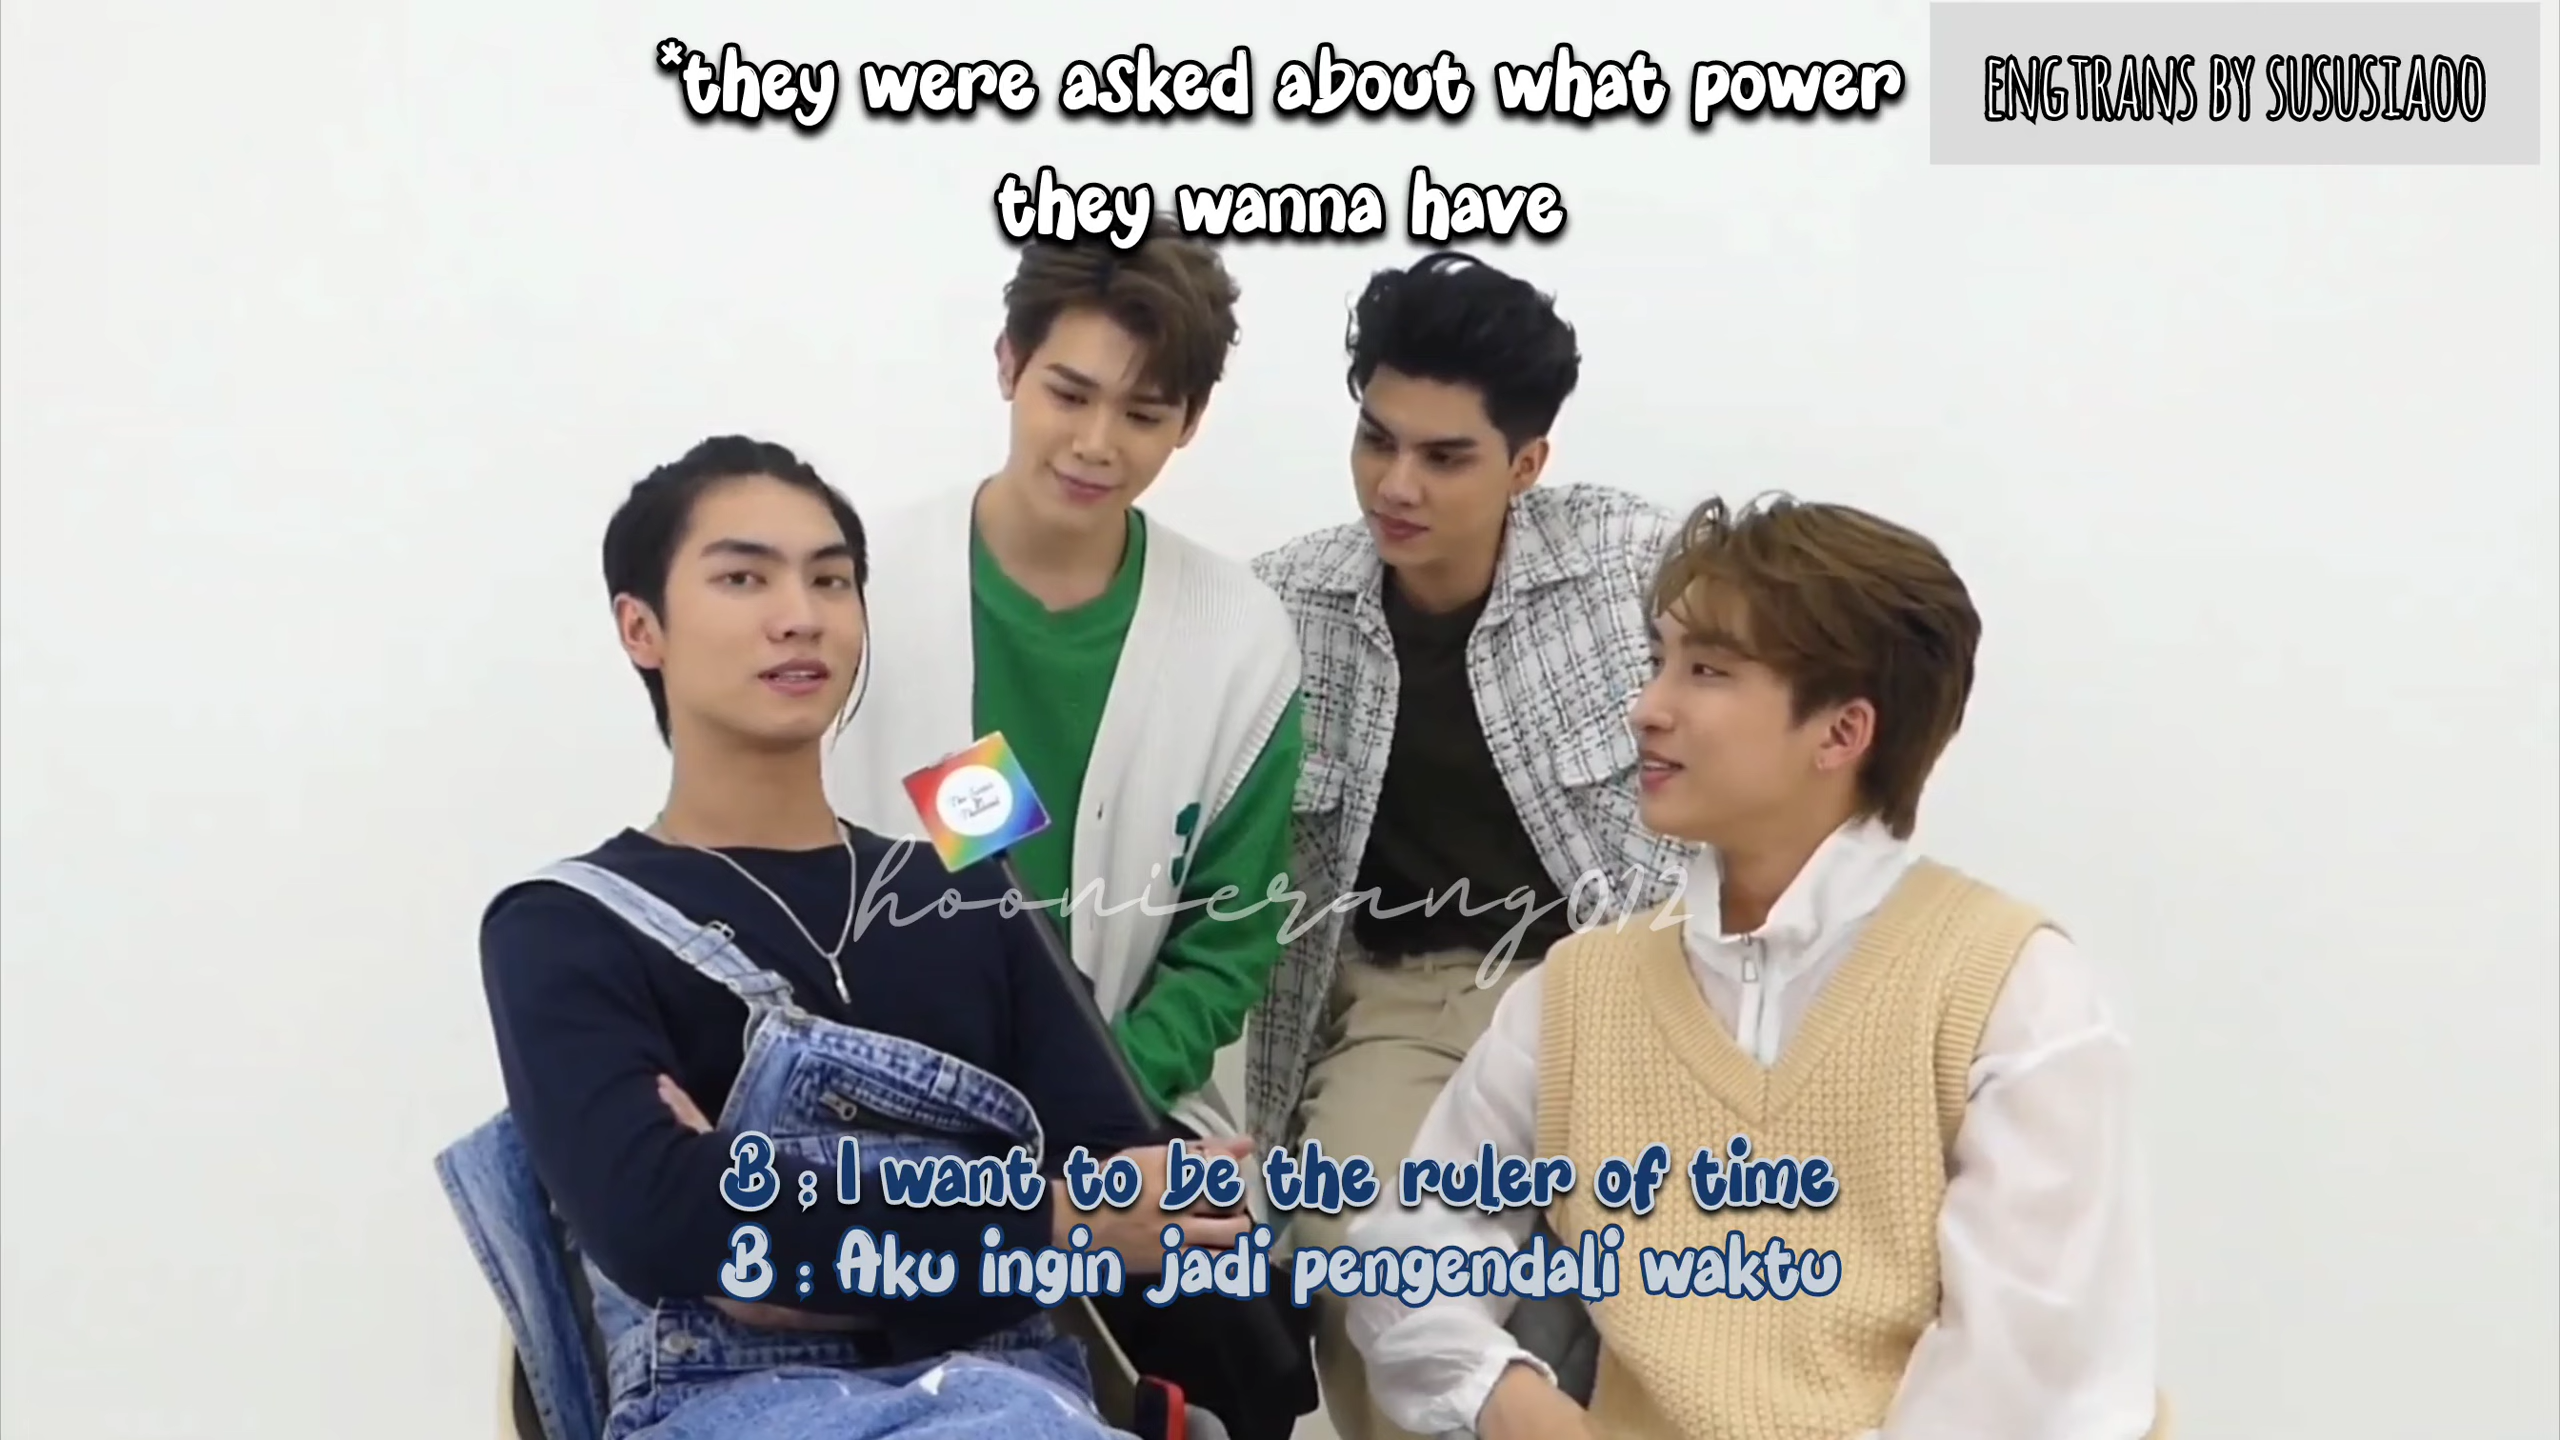 *they were asked about what power
they wanna have
ENGTRANS BY SUSUSIAOO
hoonierang012
B : I want to be the ruler of time
B : Aku ingin jadi pengendali waktu